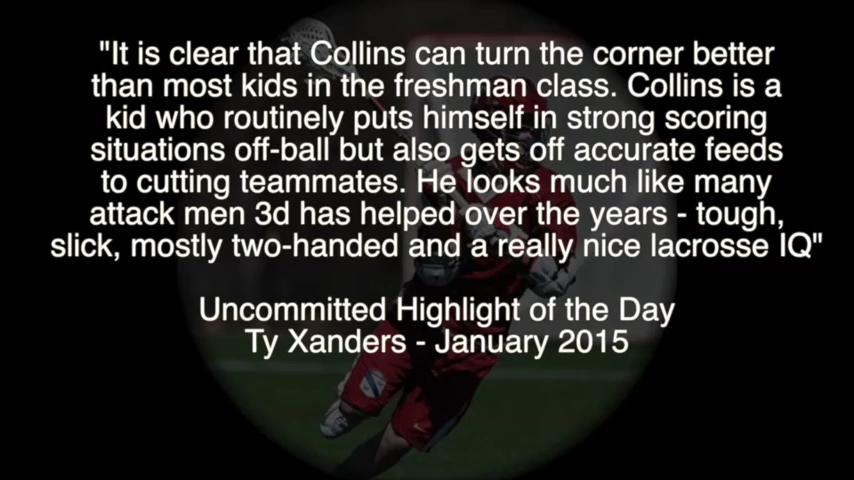 "It is clear that Collins can turn the corner better
than most kids in the freshman class. Collins is a
kid who routinely puts himself in strong scoring
situations off-ball but also gets off accurate feeds
to cutting teammates. He looks much like many
attack men 3d has helped over the years - tough,
slick, mostly two-handed and a really nice lacrosse IQ"
Uncommitted Highlight of the Day
Ty Xanders - January 2015